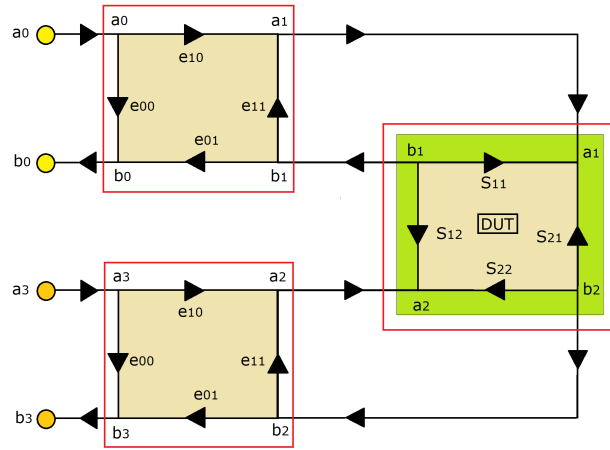 a0 a0 a1
e10
e00 e11
e01
b0 b0 b1
b1 a1
S11
S12 DUT S21
S22
a2 b2
a3 a3 a2
e10
e00 e11
e01
b3 b3 b2